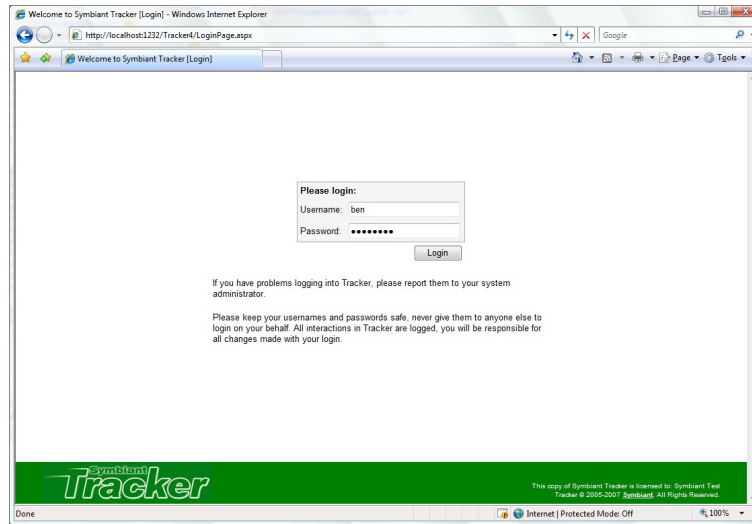 Welcome to Symbiant Tracker [Login] - Windows Internet Explorer
http://localhost:1232/Tracker4/LoginPage.aspx
Google
Welcome to Symbiant Tracker [Login]
Page
Tools
Please login:
Username: ben
Password: ••••••••
Login
If you have problems logging into Tracker, please report them to your system
administrator.
Please keep your usernames and passwords safe, never give them to anyone else to
login on your behalf. All interactions in Tracker are logged, you will be responsible for
all changes made with your login.
Symbiant
Tracker
This copy of Symbiant Tracker is licensed to: Symbiant Test
Tracker © 2005-2007 Symbiant, All Rights Reserved.
Done
Internet | Protected Mode: Off
100%